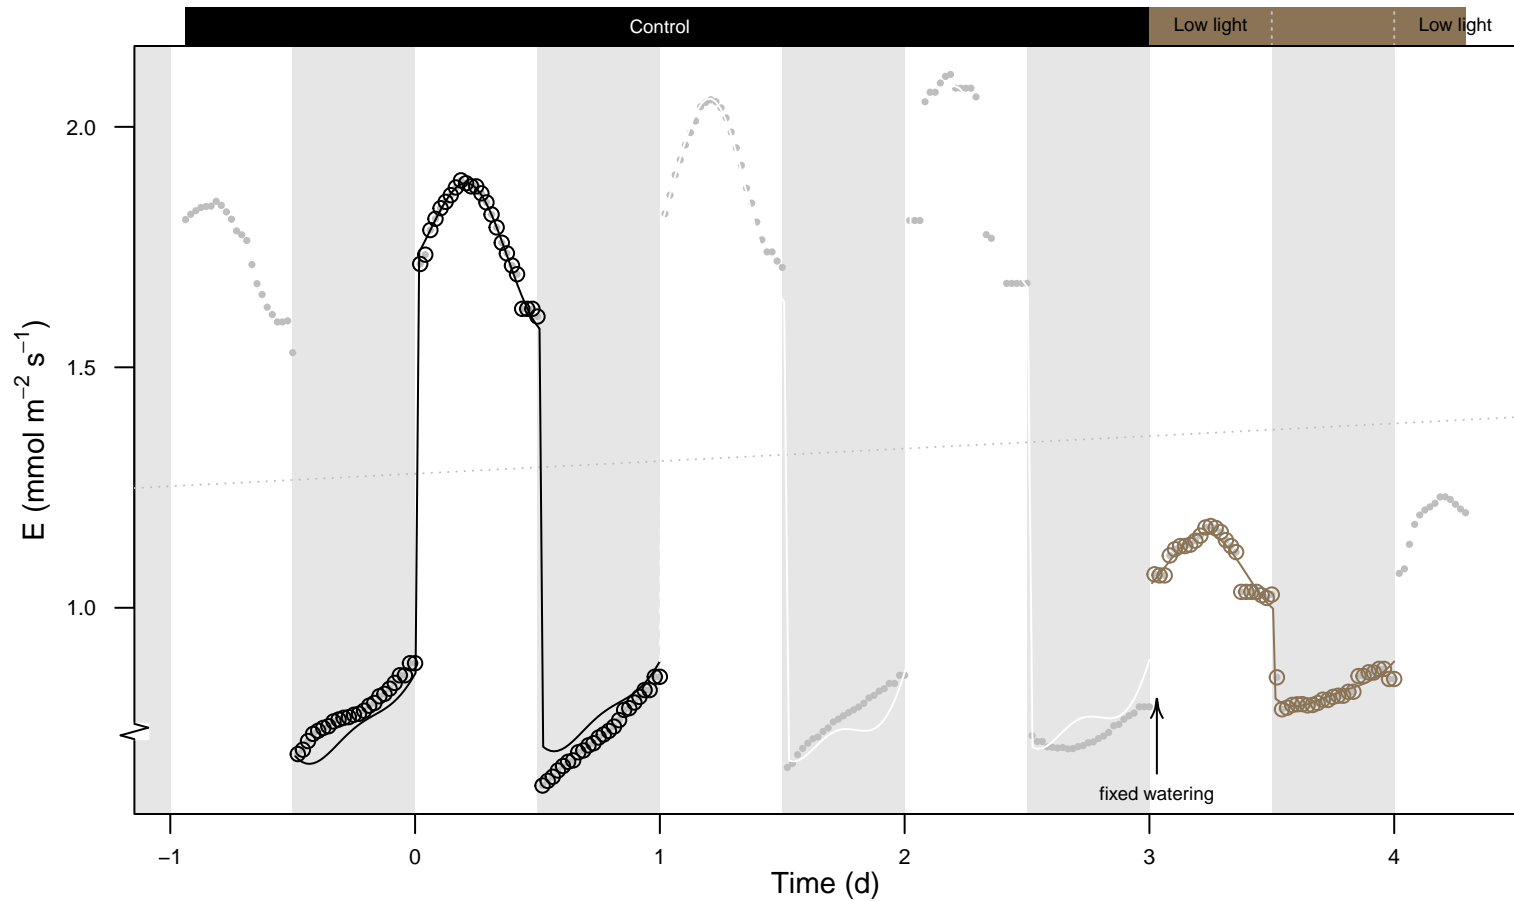 Control
Low light
Low light
E (mmol m⁻² s⁻¹)
2.0
1.5
1.0
fixed watering
−1
0
1
2
3
4
Time (d)